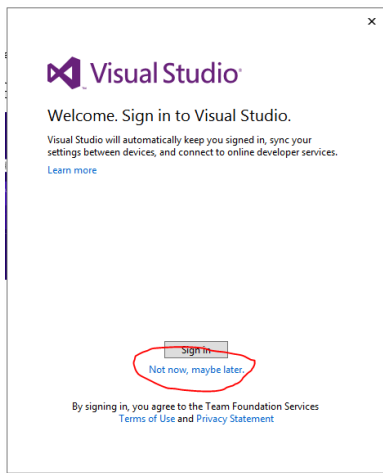 Visual Studio
Welcome. Sign in to Visual Studio.
Visual Studio will automatically keep you signed in, sync your
settings between devices, and connect to online developer services.
Learn more
Sign in
Not now, maybe later.
By signing in, you agree to the Team Foundation Services
Terms of Use and Privacy Statement